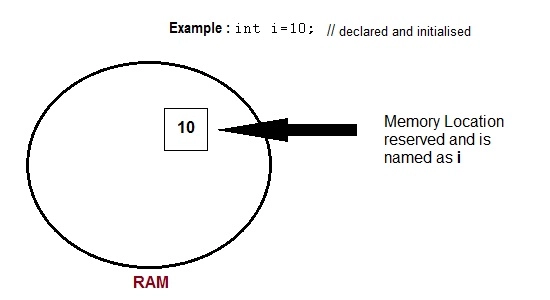 Example : int i=10; // declared and initialised
10
Memory Location
reserved and is
named as i
RAM